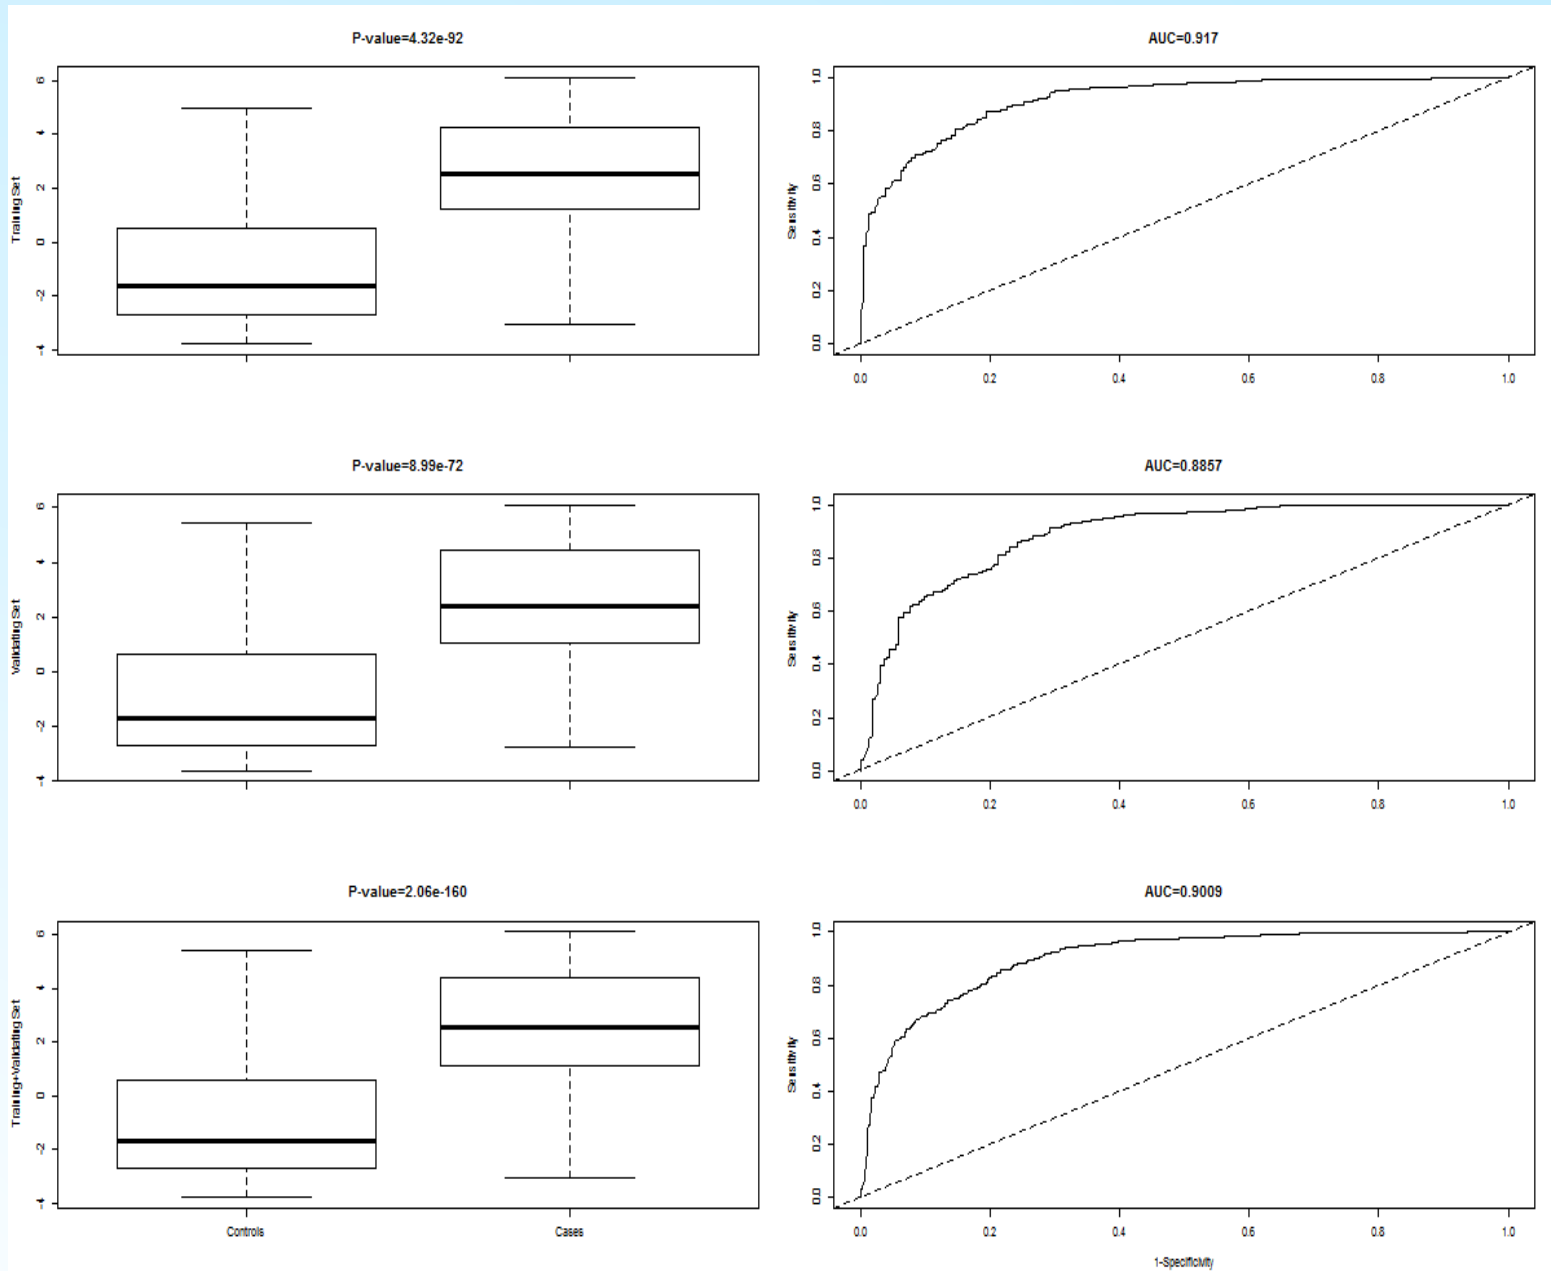 P-value=4.32e-92
AUC=0.917
Training Set
6
4
2
0
-2
-4
Sensitivity
1.0
0.8
0.6
0.4
0.2
0.0
0.0 0.2 0.4 0.6 0.8 1.0
P-value=8.99e-72
AUC=0.8857
Validating Set
6
4
2
0
-2
-4
Sensitivity
1.0
0.8
0.6
0.4
0.2
0.0
0.0 0.2 0.4 0.6 0.8 1.0
P-value=2.06e-160
AUC=0.9009
Training+Validating Set
6
4
2
0
-2
-4
Controls Cases
Sensitivity
1.0
0.8
0.6
0.4
0.2
0.0
0.0 0.2 0.4 0.6 0.8 1.0
1-Specificivity